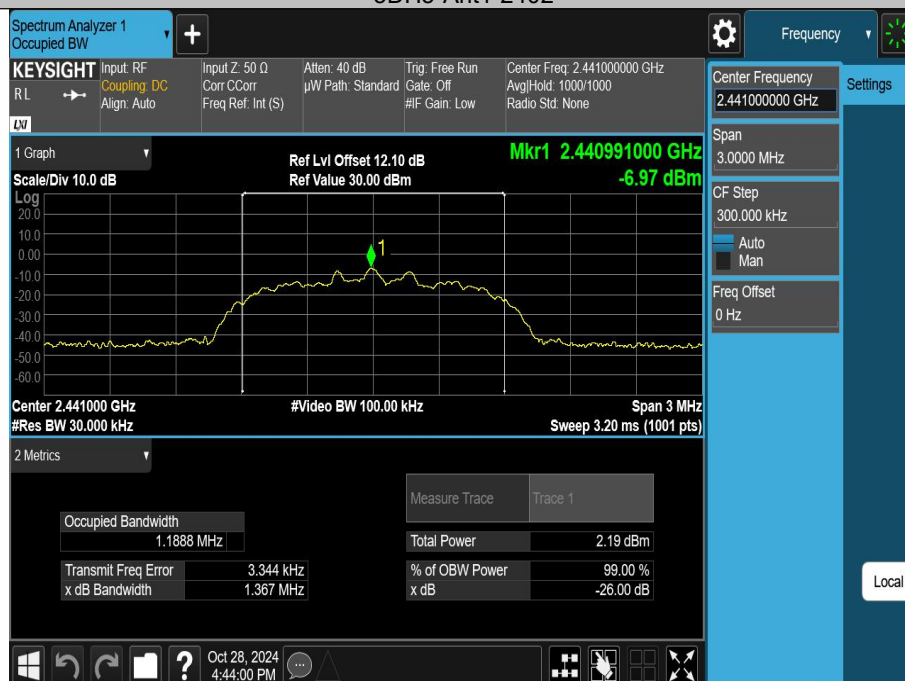 Spectrum Analyzer 1
Occupied BW
Frequency
KEYSIGHT
RL
LXI
Input: RF
Coupling: DC
Align: Auto
Input Z: 50 Ω
Corr CCorr
Freq Ref: Int (S)
Atten: 40 dB
µW Path: Standard
Trig: Free Run
Gate: Off
#IF Gain: Low
Center Freq: 2.441000000 GHz
Avg|Hold: 1000/1000
Radio Std: None
Center Frequency
2.441000000 GHz
Settings
Span
3.0000 MHz
CF Step
300.000 kHz
Auto
Man
Freq Offset
0 Hz
Local
1 Graph
Scale/Div 10.0 dB
Ref Lvl Offset 12.10 dB
Ref Value 30.00 dBm
Mkr1 2.440991000 GHz
-6.97 dBm
Log
20.0
10.0
0.00
-10.0
-20.0
-30.0
-40.0
-50.0
-60.0
1
Center 2.441000 GHz
#Res BW 30.000 kHz
#Video BW 100.00 kHz
Span 3 MHz
Sweep 3.20 ms (1001 pts)
2 Metrics
Measure Trace Trace 1
Occupied Bandwidth
1.1888 MHz
Total Power 2.19 dBm
Transmit Freq Error 3.344 kHz
% of OBW Power 99.00 %
x dB Bandwidth 1.367 MHz
x dB -26.00 dB
Oct 28, 2024
4:44:00 PM